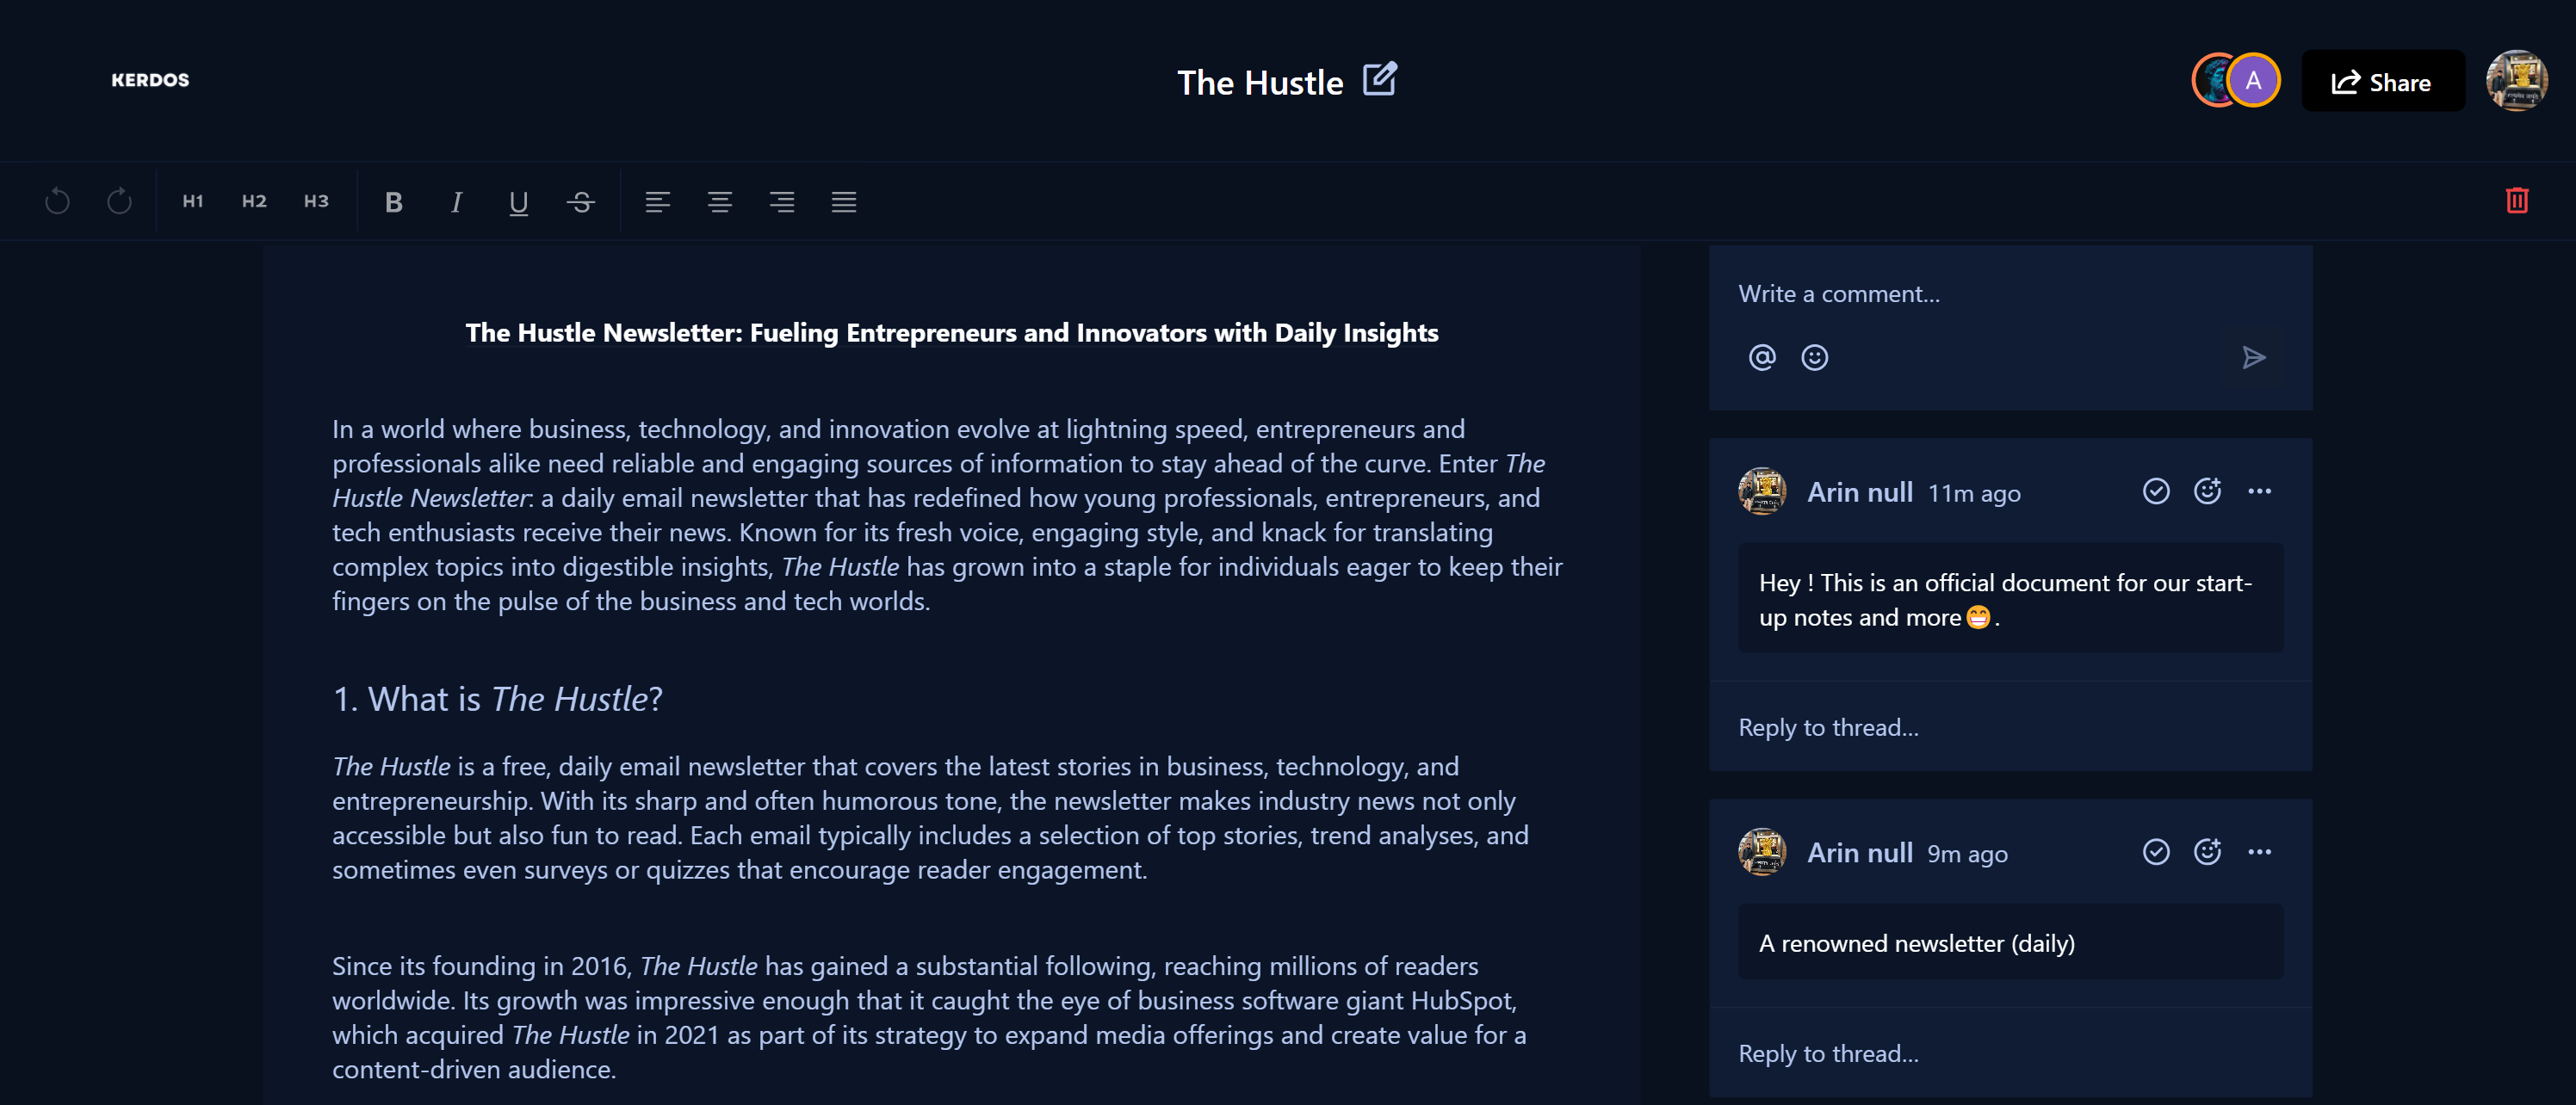 KERDOS
The Hustle
A
Share
H1 H2 H3 B I U S
The Hustle Newsletter: Fueling Entrepreneurs and Innovators with Daily Insights
In a world where business, technology, and innovation evolve at lightning speed, entrepreneurs and
professionals alike need reliable and engaging sources of information to stay ahead of the curve. Enter The
Hustle Newsletter: a daily email newsletter that has redefined how young professionals, entrepreneurs, and
tech enthusiasts receive their news. Known for its fresh voice, engaging style, and knack for translating
complex topics into digestible insights, The Hustle has grown into a staple for individuals eager to keep their
fingers on the pulse of the business and tech worlds.
1. What is The Hustle?
The Hustle is a free, daily email newsletter that covers the latest stories in business, technology, and
entrepreneurship. With its sharp and often humorous tone, the newsletter makes industry news not only
accessible but also fun to read. Each email typically includes a selection of top stories, trend analyses, and
sometimes even surveys or quizzes that encourage reader engagement.
Since its founding in 2016, The Hustle has gained a substantial following, reaching millions of readers
worldwide. Its growth was impressive enough that it caught the eye of business software giant HubSpot,
which acquired The Hustle in 2021 as part of its strategy to expand media offerings and create value for a
content-driven audience.
Write a comment...
@
Arin null 11m ago
Hey ! This is an official document for our start-
up notes and more😁.
Reply to thread...
Arin null 9m ago
A renowned newsletter (daily)
Reply to thread...